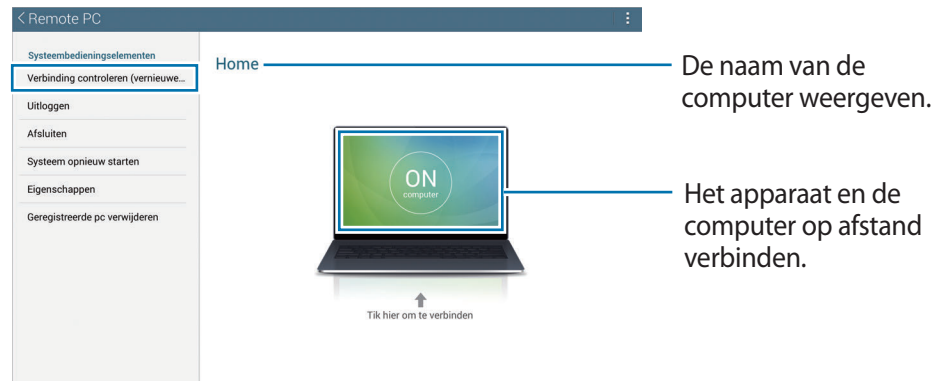 < Remote PC
Systeembedieningselementen
Verbinding controleren (vernieuwe...
Uitloggen
Afsluiten
Systeem opnieuw starten
Eigenschappen
Geregistreerde pc verwijderen
Home
ON
computer
Tik hier om te verbinden
De naam van de
computer weergeven.
Het apparaat en de
computer op afstand
verbinden.